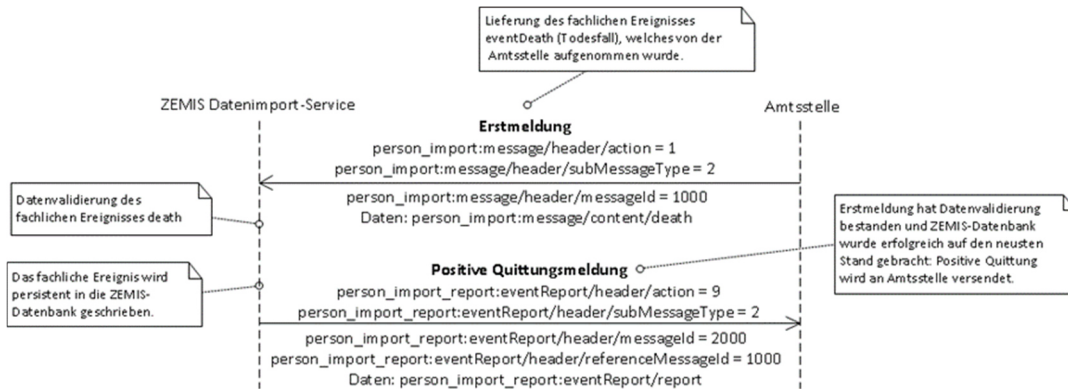 Lieferung des fachlichen Ereignisses
eventDeath (Todesfall), welches von der
Amtsstelle aufgenommen wurde.
ZEMIS Datenimport-Service
Amtsstelle
Erstmeldung
person_import:message/header/action = 1
person_import:message/header/subMessageType = 2
person_import:message/header/messageId = 1000
Daten: person_import:message/content/death
Datenvalidierung des
fachlichen Ereignisses death
Erstmeldung hat Datenvalidierung
bestanden und ZEMIS-Datenbank
wurde erfolgreich auf den neusten
Stand gebracht: Positive Quittung
wird an Amtsstelle versendet.
Das fachliche Ereignis wird
persistent in die ZEMIS-
Datenbank geschrieben.
Positive Quittungsmeldung
person_import_report:eventReport/header/action = 9
person_import_report:eventReport/header/subMessageType = 2
person_import_report:eventReport/header/messageId = 2000
person_import_report:eventReport/header/referenceMessageId = 1000
Daten: person_import_report:eventReport/report